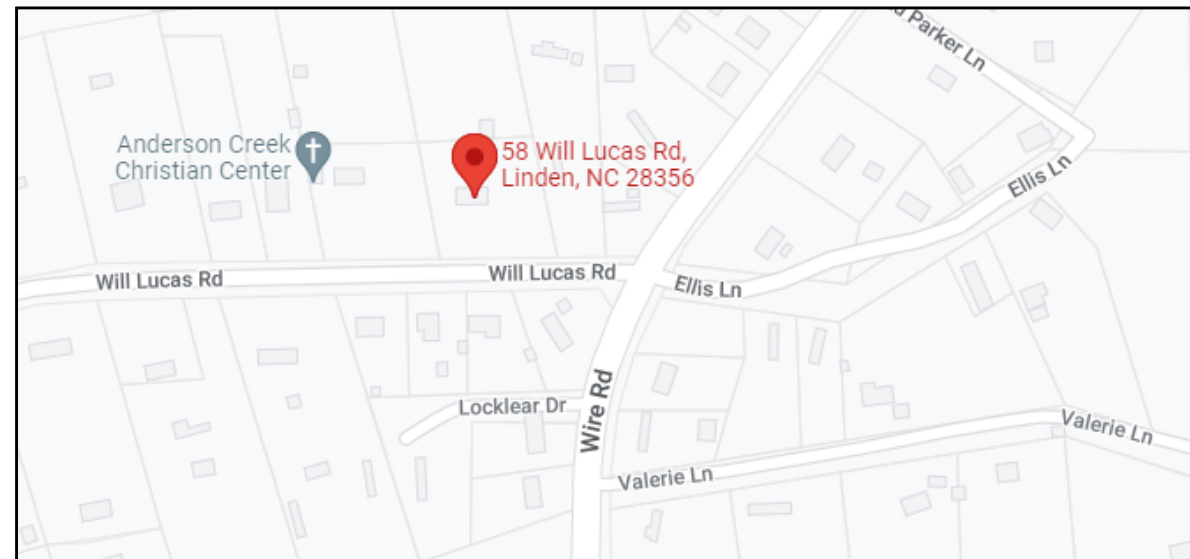 Parker Ln
Anderson Creek
Christian Center
58 Will Lucas Rd,
Linden, NC 28356
Ellis Ln
Will Lucas Rd
Will Lucas Rd
Ellis Ln
Wire Rd
Locklear Dr
Valerie Ln
Valerie Ln